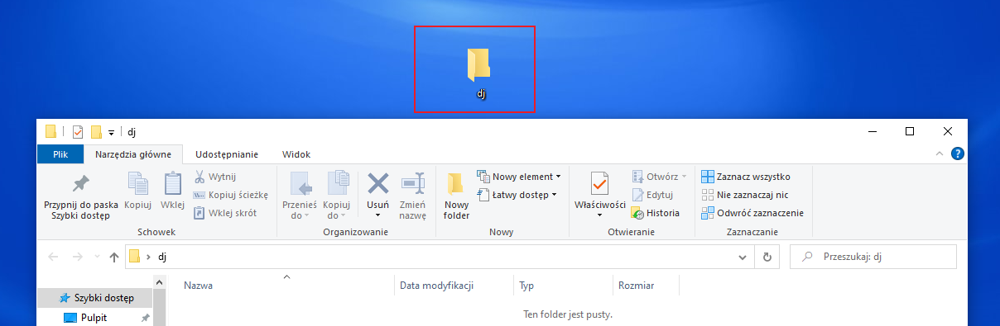 dj
dj
Plik Narzędzia główne Udostępnianie Widok
Przypnij do paska
Szybki dostęp
Kopiuj
Wklej
Wytnij
Kopiuj ścieżkę
Wklej skrót
Schowek
Przenieś
do
Kopiuj
do
Usuń
Zmień
nazwę
Organizowanie
Nowy
folder
Nowy element
Łatwy dostęp
Nowy
Właściwości
Otwórz
Edytuj
Historia
Otwieranie
Zaznacz wszystko
Nie zaznaczaj nic
Odwróć zaznaczenie
Zaznaczanie
dj
Przeszukaj: dj
Szybki dostęp
Pulpit
Nazwa Data modyfikacji Typ Rozmiar
Ten folder jest pusty.